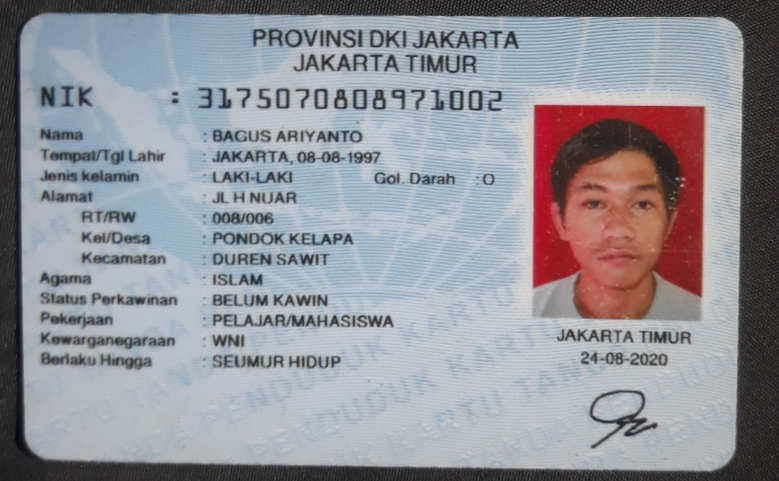 PROVINSI DKI JAKARTA
JAKARTA TIMUR
NIK : 3175070808971002
Nama : BAGUS ARIYANTO
Tempat/Tgl Lahir : JAKARTA, 08-08-1997
Jenis kelamin : LAKI-LAKI Gol. Darah : O
Alamat : JL H NUAR
RT/RW : 008/006
Kel/Desa : PONDOK KELAPA
Kecamatan : DUREN SAWIT
Agama : ISLAM
Status Perkawinan : BELUM KAWIN
Pekerjaan : PELAJAR/MAHASISWA
Kewarganegaraan : WNI
Berlaku Hingga : SEUMUR HIDUP
JAKARTA TIMUR
24-08-2020